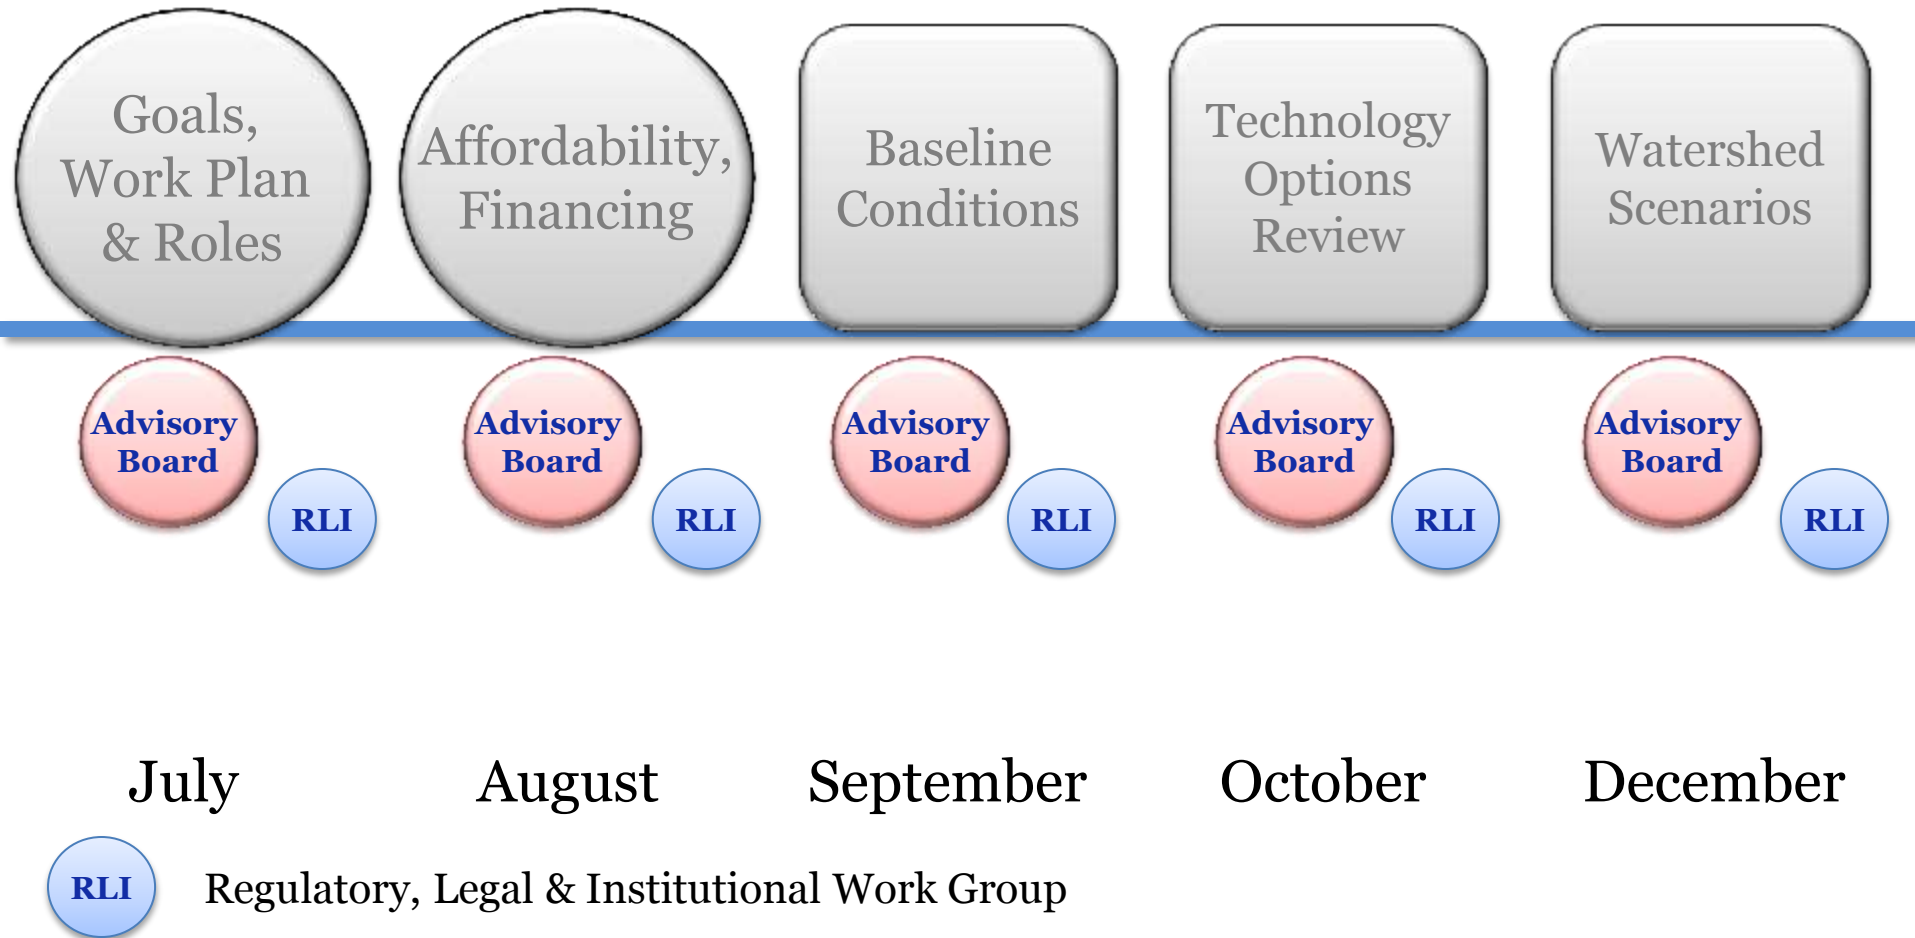 Goals,
Work Plan
& Roles
Affordability,
Financing
Baseline
Conditions
Technology
Options
Review
Watershed
Scenarios
Advisory
Board
RLI
Advisory
Board
RLI
Advisory
Board
RLI
Advisory
Board
RLI
Advisory
Board
RLI
July
August
September
October
December
RLI
Regulatory, Legal & Institutional Work Group